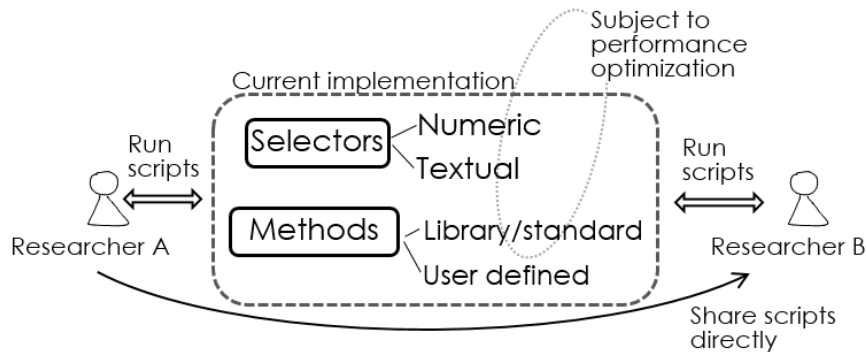 Subject to
performance
optimization
Current implementation
Selectors
Numeric
Textual
Methods
Library/standard
User defined
Run
scripts
Researcher A
Run
scripts
Researcher B
Share scripts
directly